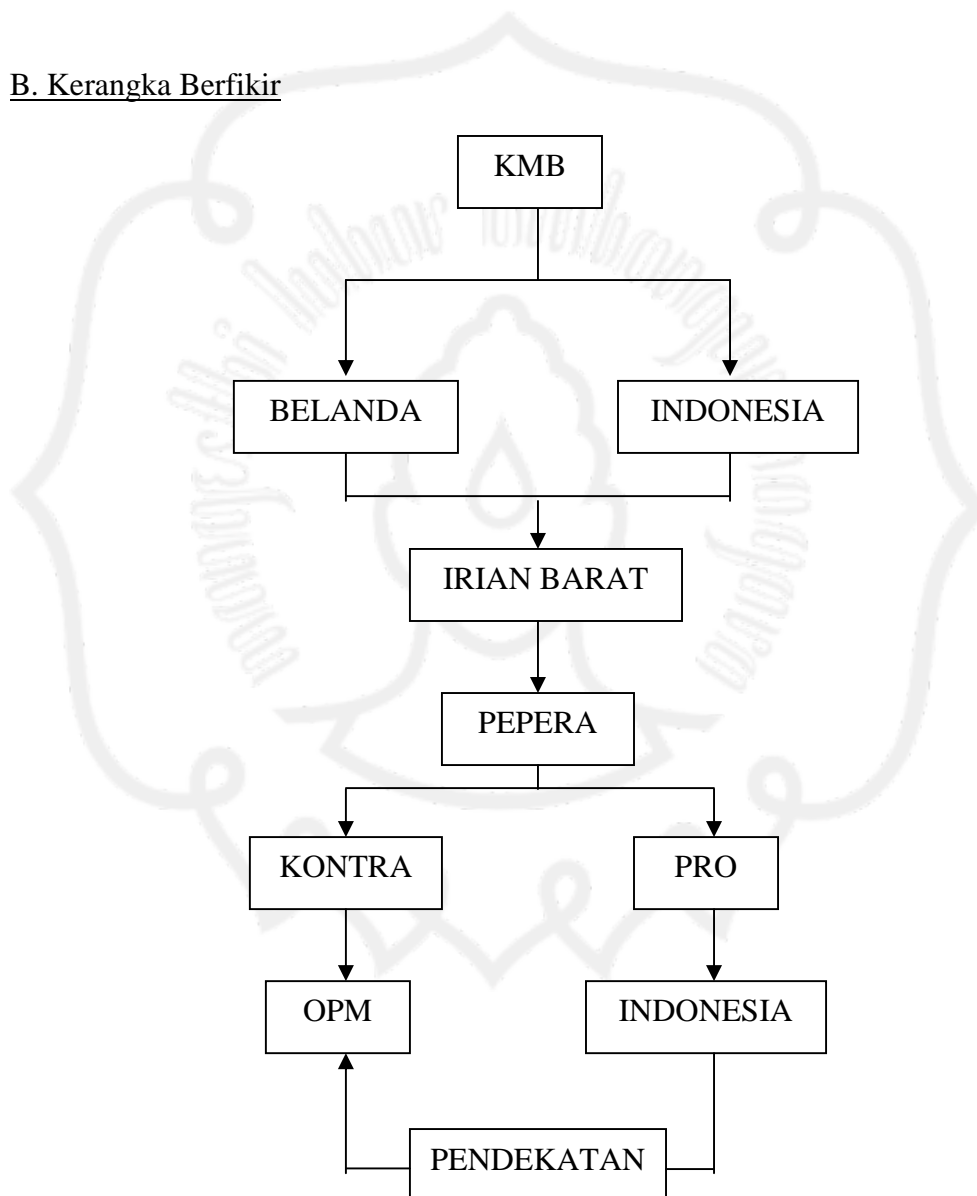 B. Kerangka Berfikir
KMB
BELANDA
INDONESIA
IRIAN BARAT
PEPERA
KONTRA
PRO
OPM
INDONESIA
PENDEKATAN